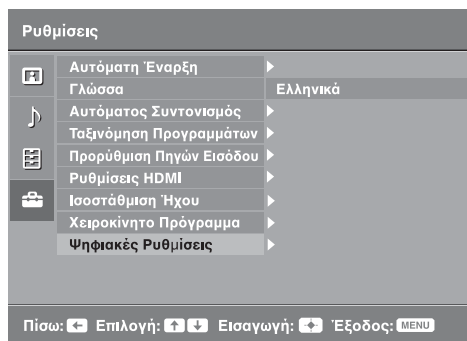 Ρυθμίσεις
Αυτόματη Έναρξη
Γλώσσα Ελληνικά
Αυτόματος Συντονισμός
Ταξινόμηση Προγραμμάτων
Προρύθμιση Πηγών Εισόδου
Ρυθμίσεις HDMI
Ισοστάθμιση Ήχου
Χειροκίνητο Πρόγραμμα
Ψηφιακές Ρυθμίσεις
Πίσω: Επιλογή: Εισαγωγή: Έξοδος: MENU